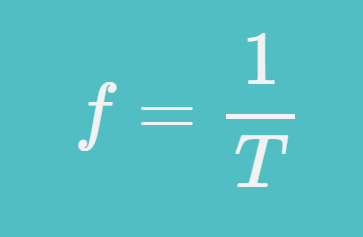 f = 1/T